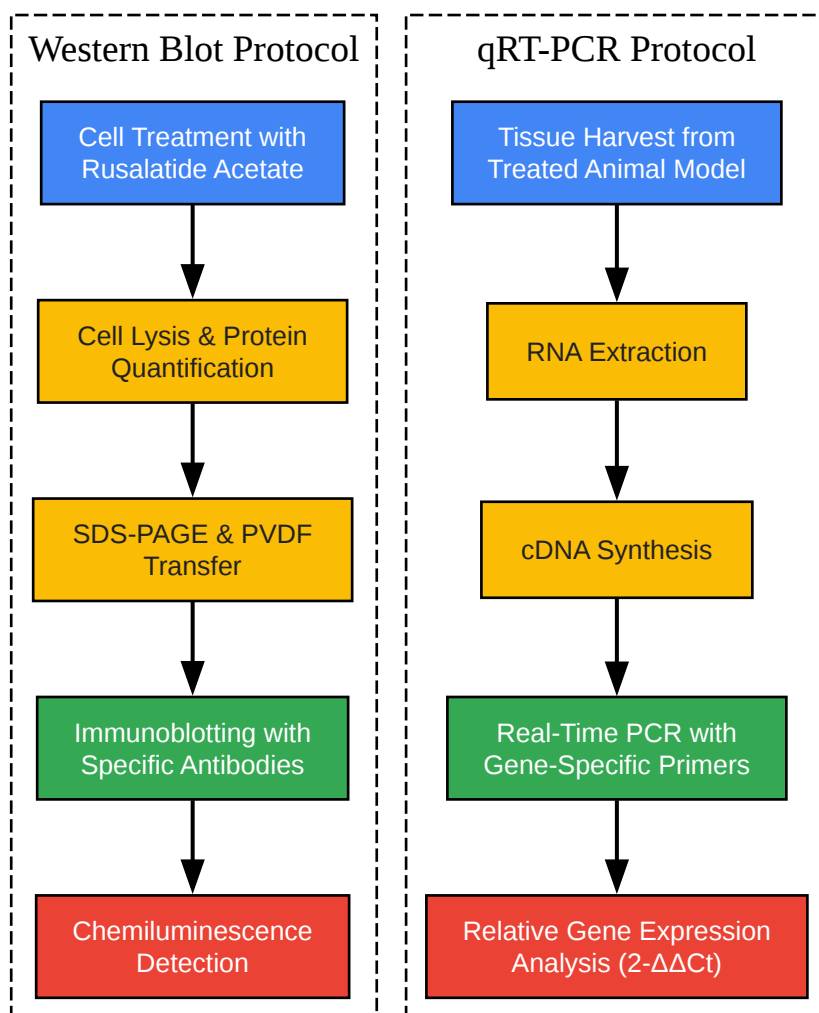 Western Blot Protocol
Cell Treatment with
Rusalatide Acetate
Cell Lysis & Protein
Quantification
SDS-PAGE & PVDF
Transfer
Immunoblotting with
Specific Antibodies
Chemiluminescence
Detection
qRT-PCR Protocol
Tissue Harvest from
Treated Animal Model
RNA Extraction
cDNA Synthesis
Real-Time PCR with
Gene-Specific Primers
Relative Gene Expression
Analysis (2-ΔΔCt)